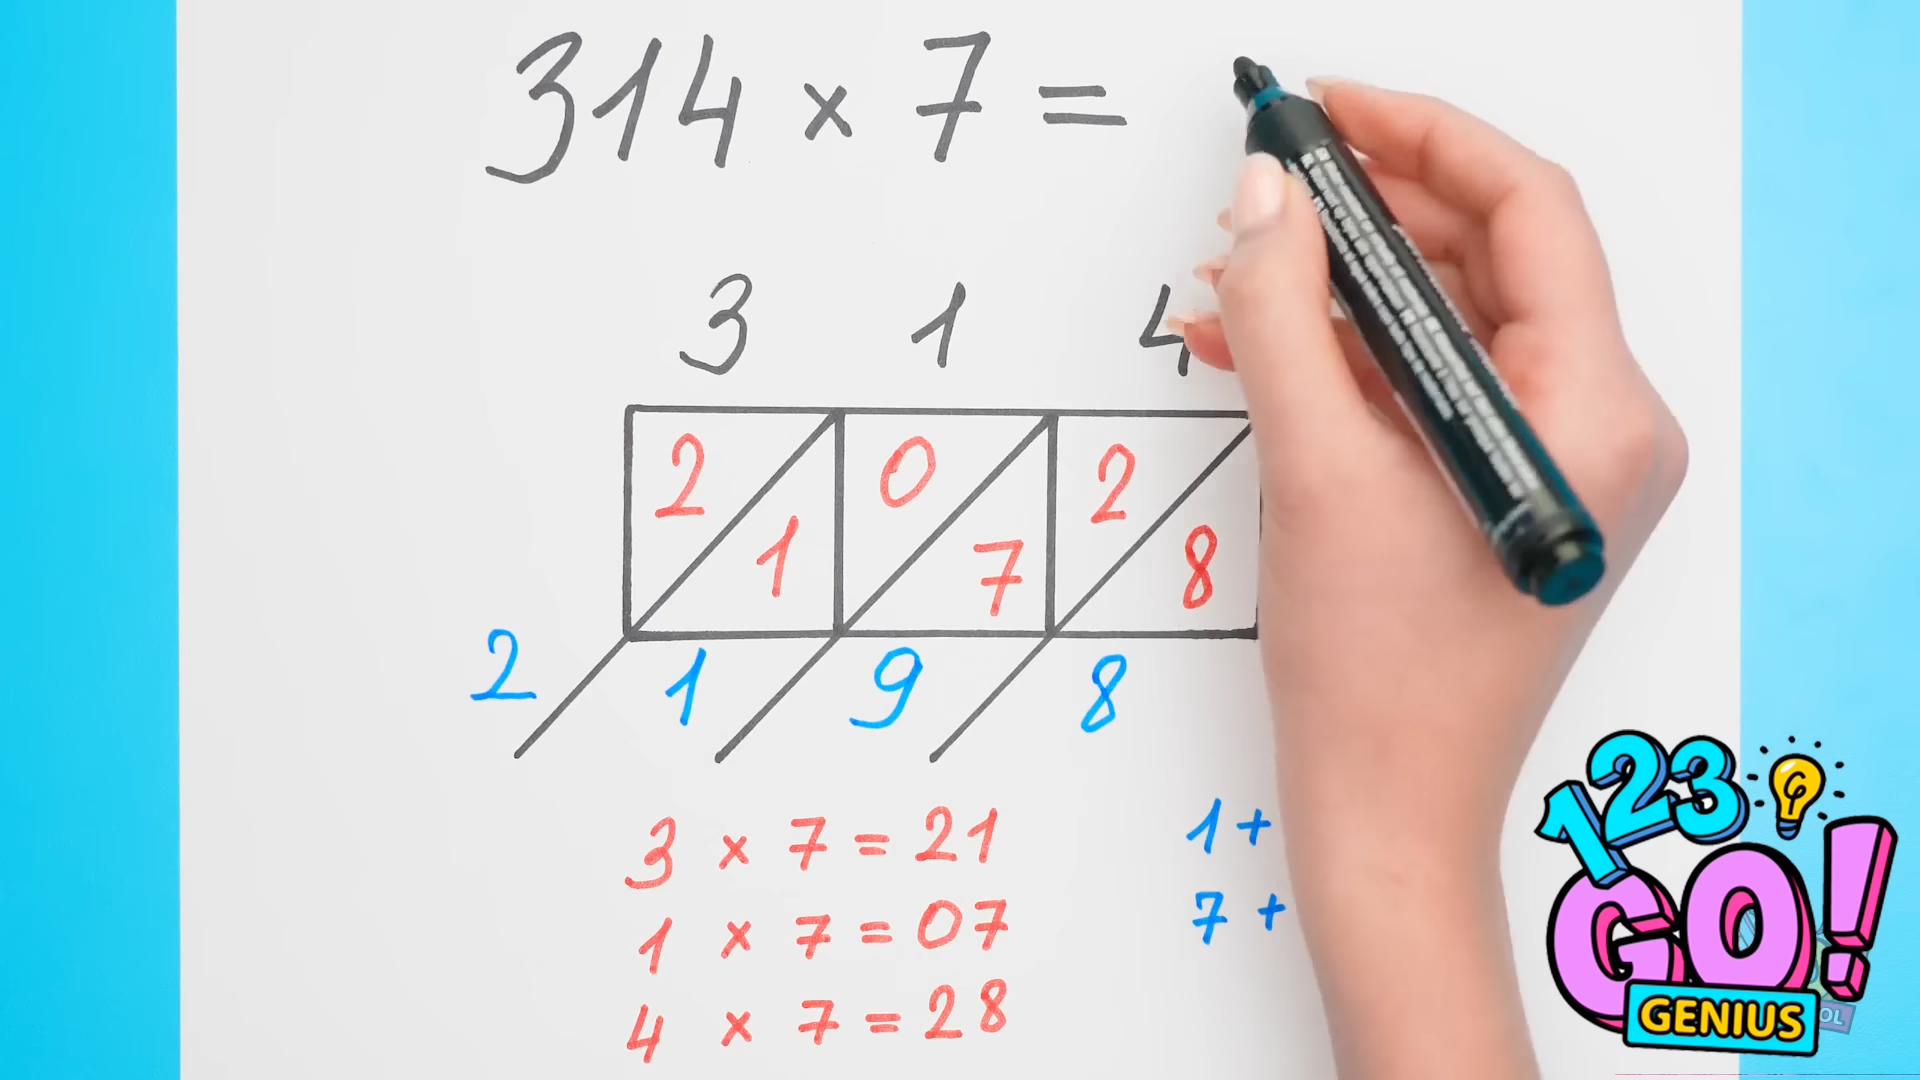 314 × 7 =
3 1 4
2 0 2
1 7 8
2 1 9 8
3 × 7 = 21
1 +
1 × 7 = 07
7 +
4 × 7 = 28
123
GO!
GENIUS
OL